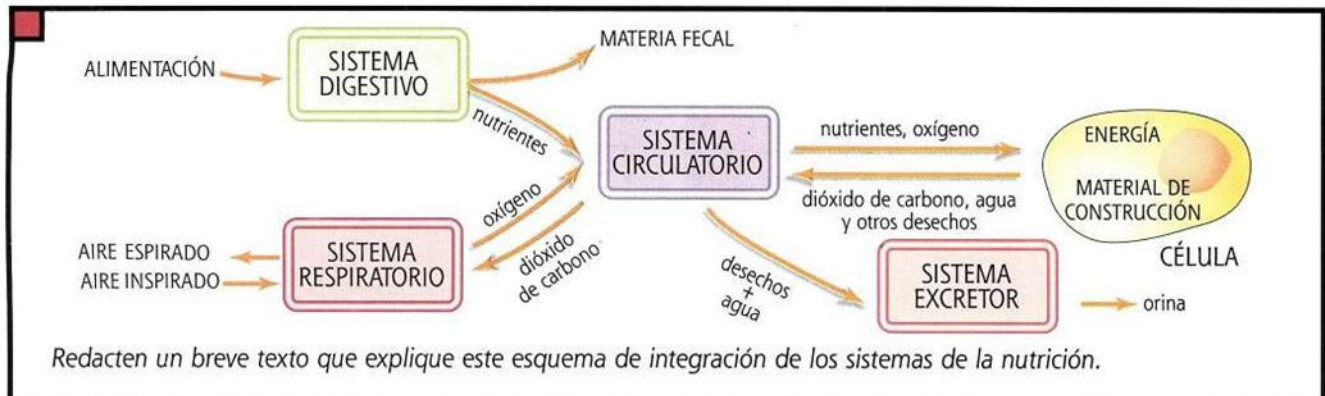 ALIMENTACIÓN
SISTEMA
DIGESTIVO
MATERIA FECAL
nutrientes
SISTEMA
CIRCULATORIO
nutrientes, oxígeno
dióxido de carbono, agua
y otros desechos
ENERGÍA
MATERIAL DE
CONSTRUCCIÓN
CÉLULA
AIRE ESPIRADO
AIRE INSPIRADO
SISTEMA
RESPIRATORIO
oxígeno
dióxido
de carbono
desechos
+
agua
SISTEMA
EXCRETOR
orina
Redacten un breve texto que explique este esquema de integración de los sistemas de la nutrición.